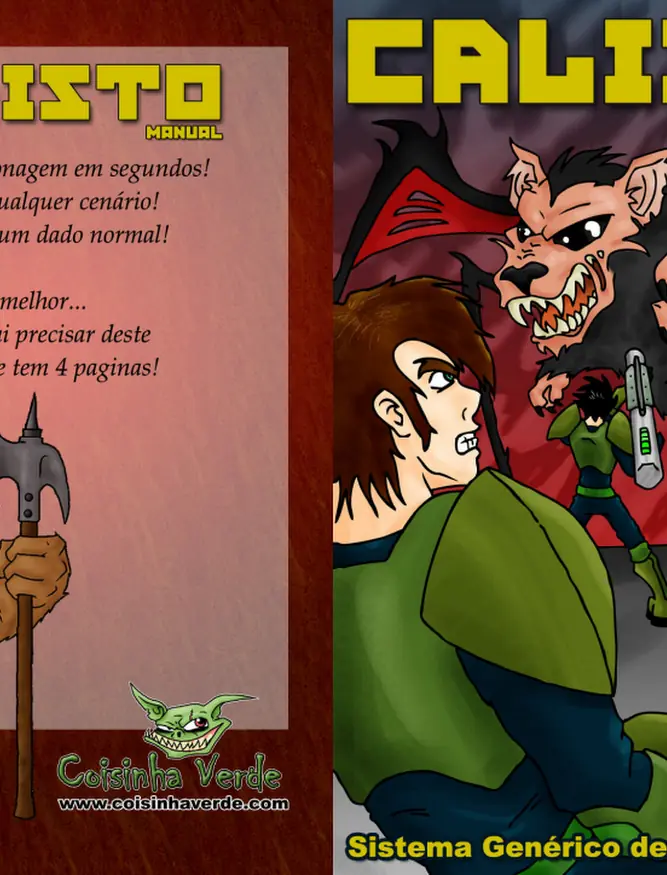 ISTO
MANUAL
onagem em segundos!
ualquer cenário!
um dado normal!
melhor...
ai precisar deste
e tem 4 paginas!
Coisinha Verde
www.coisinhaverde.com
CALI
Sistema Genérico de